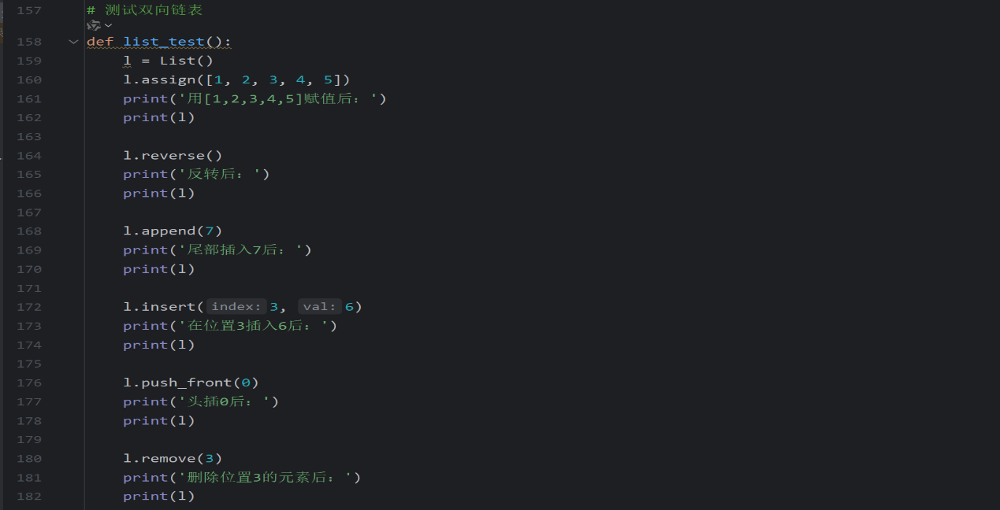 157 # 测试双向链表
158 def list_test():
159 l = List()
160 l.assign([1, 2, 3, 4, 5])
161 print('用[1,2,3,4,5]赋值后：')
162 print(l)
163
164 l.reverse()
165 print('反转后：')
166 print(l)
167
168 l.append(7)
169 print('尾部插入7后：')
170 print(l)
171
172 l.insert( index: 3, val: 6)
173 print('在位置3插入6后：')
174 print(l)
175
176 l.push_front(0)
177 print('头插0后：')
178 print(l)
179
180 l.remove(3)
181 print('删除位置3的元素后：')
182 print(l)